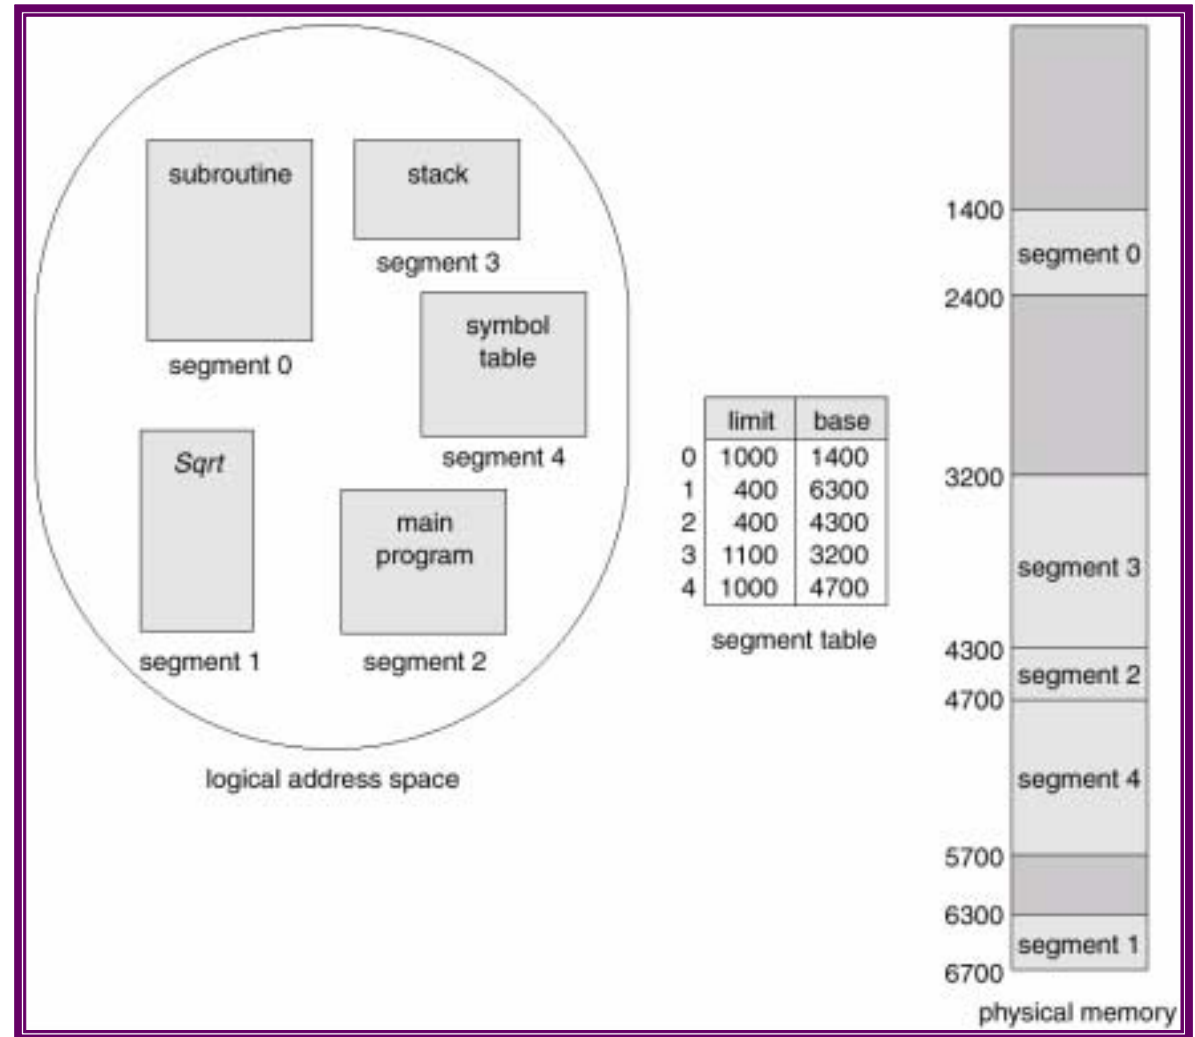 subroutine
segment 0
stack
segment 3
symbol
table
segment 4
Sqrt
segment 1
main
program
segment 2
logical address space
limit base
0 1000 1400
1 400 6300
2 400 4300
3 1100 3200
4 1000 4700
segment table
1400
segment 0
2400
3200
segment 3
4300
segment 2
4700
segment 4
5700
6300
segment 1
6700
physical memory